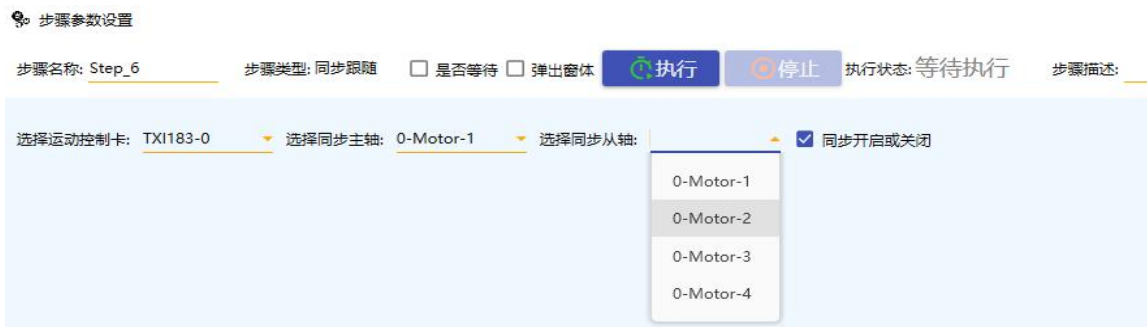 步骤参数设置
步骤名称: Step_6 步骤类型: 同步跟随 是否等待 弹出窗体 执行 停止 执行状态: 等待执行 步骤描述:
选择运动控制卡: TXI183-0 选择同步主轴: 0-Motor-1 选择同步从轴: 同步开启或关闭
0-Motor-1
0-Motor-2
0-Motor-3
0-Motor-4